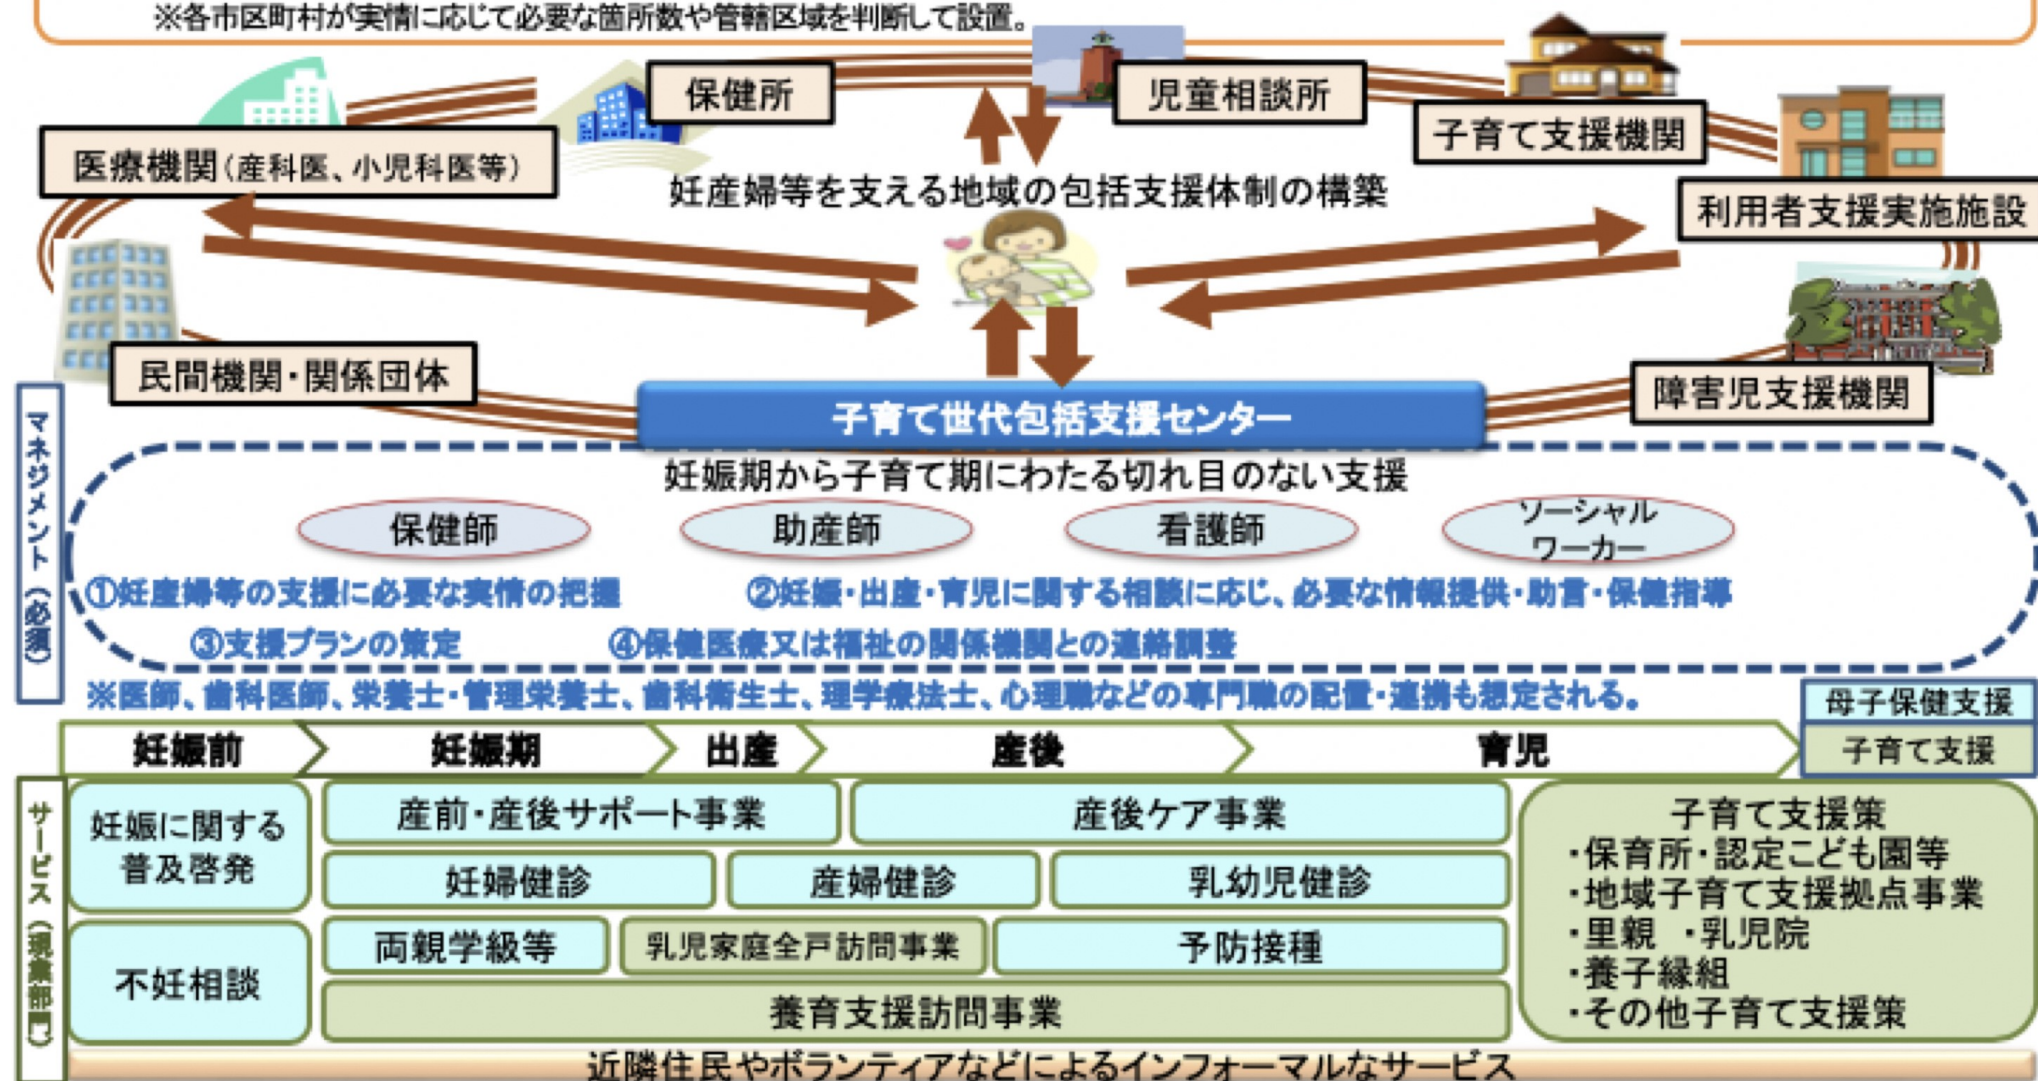 ※各市区町村が実情に応じて必要な箇所数や管轄区域を判断して設置。
保健所
児童相談所
子育て支援機関
医療機関(産科医、小児科医等)
妊産婦等を支える地域の包括支援体制の構築
利用者支援実施施設
民間機関・関係団体
障害児支援機関
子育て世代包括支援センター
マネジメント(必須)
妊娠期から子育て期にわたる切れ目のない支援
保健師
助産師
看護師
ソーシャル
ワーカー
①妊産婦等の支援に必要な実情の把握
②妊娠・出産・育児に関する相談に応じ、必要な情報提供・助言・保健指導
③支援プランの策定
④保健医療又は福祉の関係機関との連絡調整
※医師、歯科医師、栄養士・管理栄養士、歯科衛生士、理学療法士、心理職などの専門職の配置・連携も想定される。
母子保健支援
子育て支援
妊娠前
妊娠期
出産
産後
育児
サービス(現業部門)
妊娠に関する
普及啓発
産前・産後サポート事業
産後ケア事業
妊婦健診
産婦健診
乳幼児健診
不妊相談
両親学級等
乳児家庭全戸訪問事業
予防接種
養育支援訪問事業
子育て支援策
・保育所・認定こども園等
・地域子育て支援拠点事業
・里親 ・乳児院
・養子縁組
・その他子育て支援策
近隣住民やボランティアなどによるインフォーマルなサービス